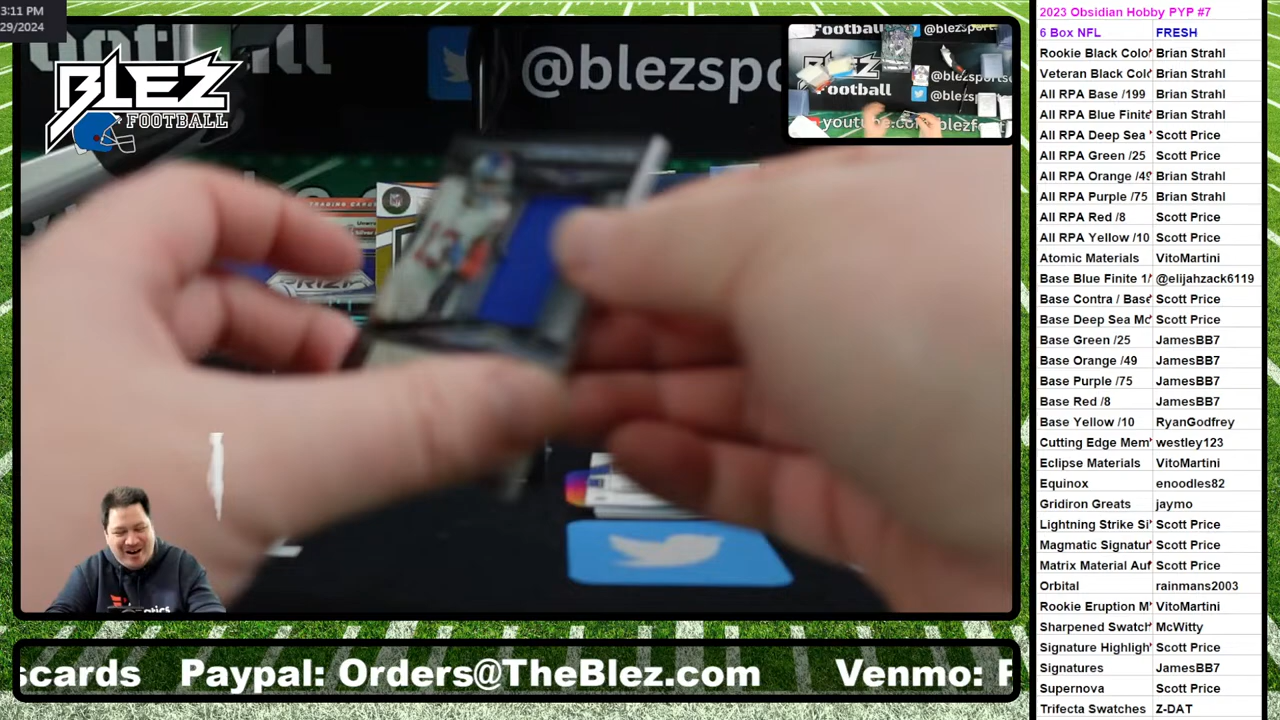 3:11 PM
29/2024
Football
BLEZ
FOOTBALL
@blezspo
Football
@blezsports
Football
@blezs
youtube.com/blezfoot
TRADING CARDS
PRIZM
2023 Obsidian Hobby PYP #7
6 Box NFL FRESH
Rookie Black Colo Brian Strahl
Veteran Black Colo Brian Strahl
All RPA Base /199 Brian Strahl
All RPA Blue Finite Brian Strahl
All RPA Deep Sea Scott Price
All RPA Green /25 Scott Price
All RPA Orange /49 Brian Strahl
All RPA Purple /75 Brian Strahl
All RPA Red /8 Scott Price
All RPA Yellow /10 Scott Price
Atomic Materials VitoMartini
Base Blue Finite 1/ @elijahzack6119
Base Contra / Base Scott Price
Base Deep Sea Mo Scott Price
Base Green /25 JamesBB7
Base Orange /49 JamesBB7
Base Purple /75 JamesBB7
Base Red /8 JamesBB7
Base Yellow /10 RyanGodfrey
Cutting Edge Mem westley123
Eclipse Materials VitoMartini
Equinox enoodles82
Gridiron Greats jaymo
Lightning Strike Si Scott Price
Magmatic Signatur Scott Price
Matrix Material Au Scott Price
Orbital rainmans2003
Rookie Eruption M VitoMartini
Sharpened Swatch McWitty
Signature Highligh Scott Price
Signatures JamesBB7
Supernova Scott Price
Trifecta Swatches Z-DAT
scards Paypal: Orders@TheBlez.com Venmo: F